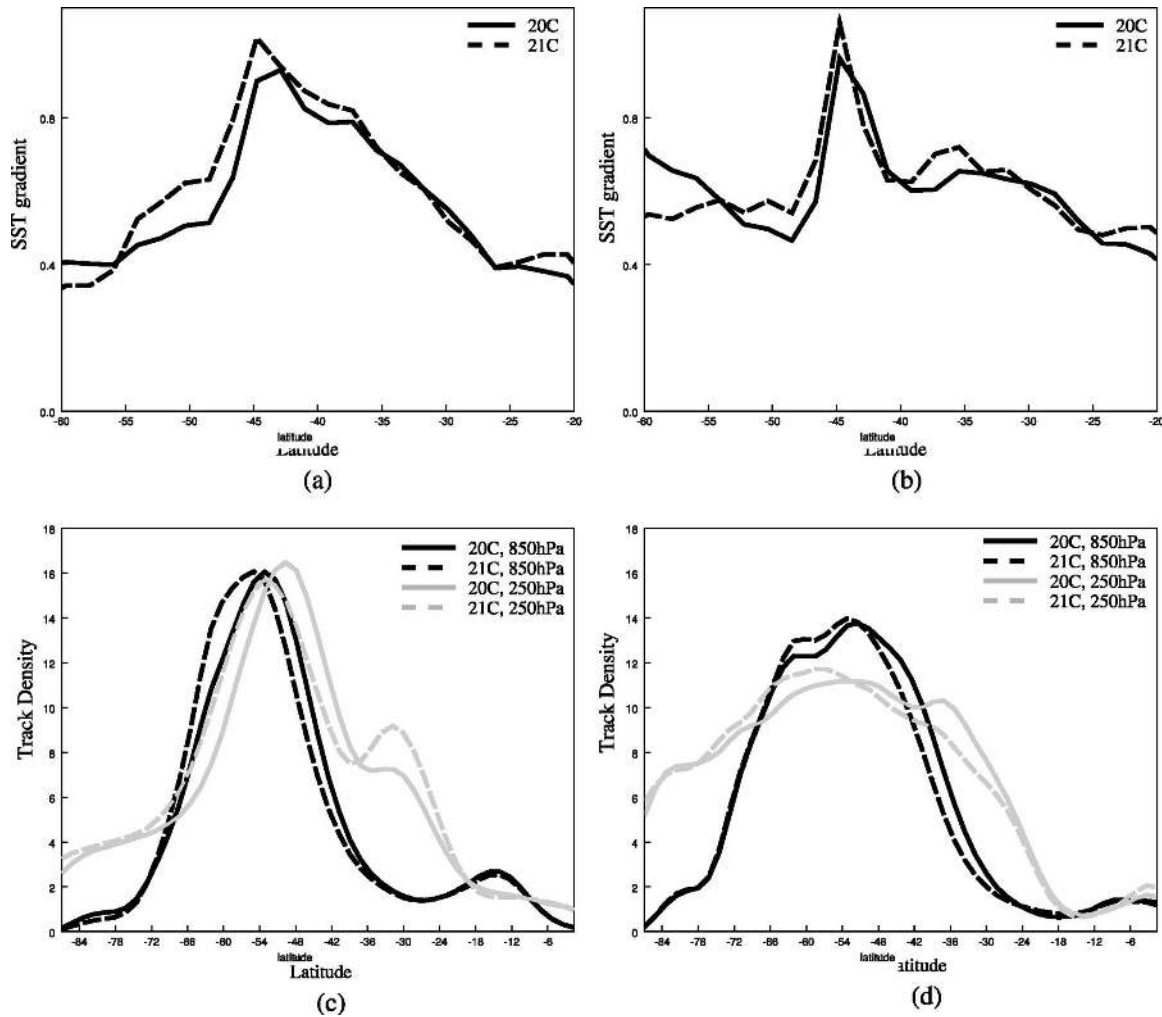 20C
21C
SST gradient
0.8
0.4
0.0
-60 -55 -50 -45 -40 -35 -30 -25 -20
latitude
Latitude
(a)
20C
21C
SST gradient
0.8
0.4
0.0
-60 -55 -50 -45 -40 -35 -30 -25 -20
latitude
Latitude
(b)
20C, 850hPa
21C, 850hPa
20C, 250hPa
21C, 250hPa
Track Density
18
16
14
12
10
8
6
4
2
0
-84 -78 -72 -66 -60 -54 -48 -42 -36 -30 -24 -18 -12 -6
latitude
Latitude
(c)
20C, 850hPa
21C, 850hPa
20C, 250hPa
21C, 250hPa
Track Density
18
16
14
12
10
8
6
4
2
0
-84 -78 -72 -66 -60 -54 -48 -42 -36 -30 -24 -18 -12 -6
latitude
atitude
(d)